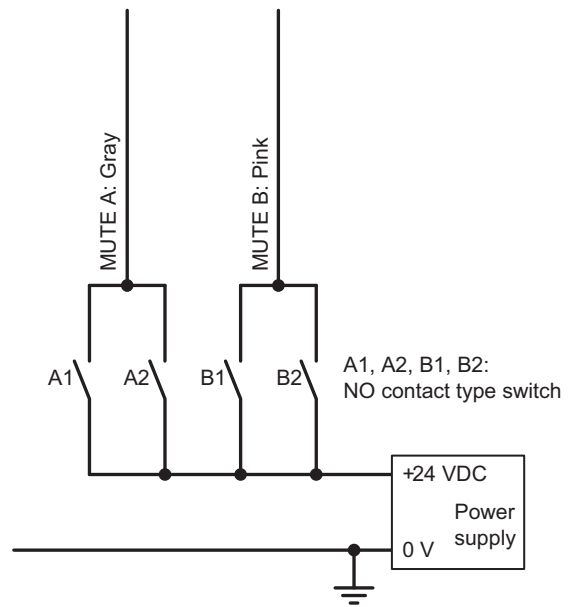 MUTE A: Gray
MUTE B: Pink
A1
A2
B1
B2
A1, A2, B1, B2:
NO contact type switch
+24 VDC
Power
supply
0 V